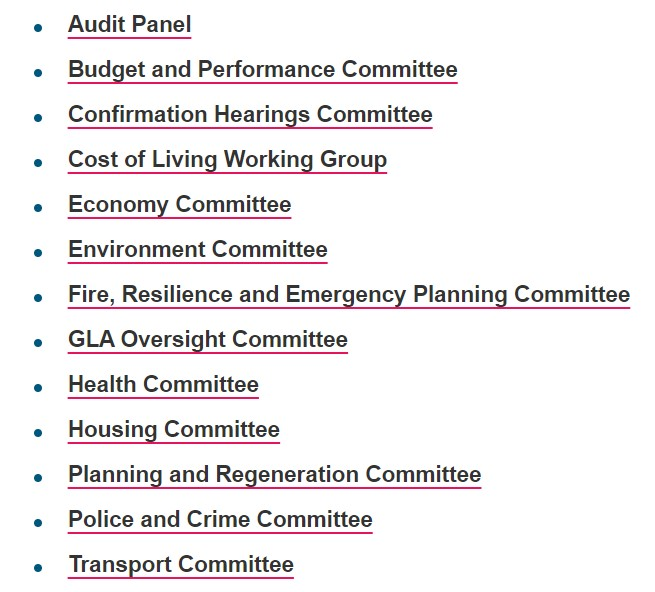 Audit Panel
Budget and Performance Committee
Confirmation Hearings Committee
Cost of Living Working Group
Economy Committee
Environment Committee
Fire, Resilience and Emergency Planning Committee
GLA Oversight Committee
Health Committee
Housing Committee
Planning and Regeneration Committee
Police and Crime Committee
Transport Committee